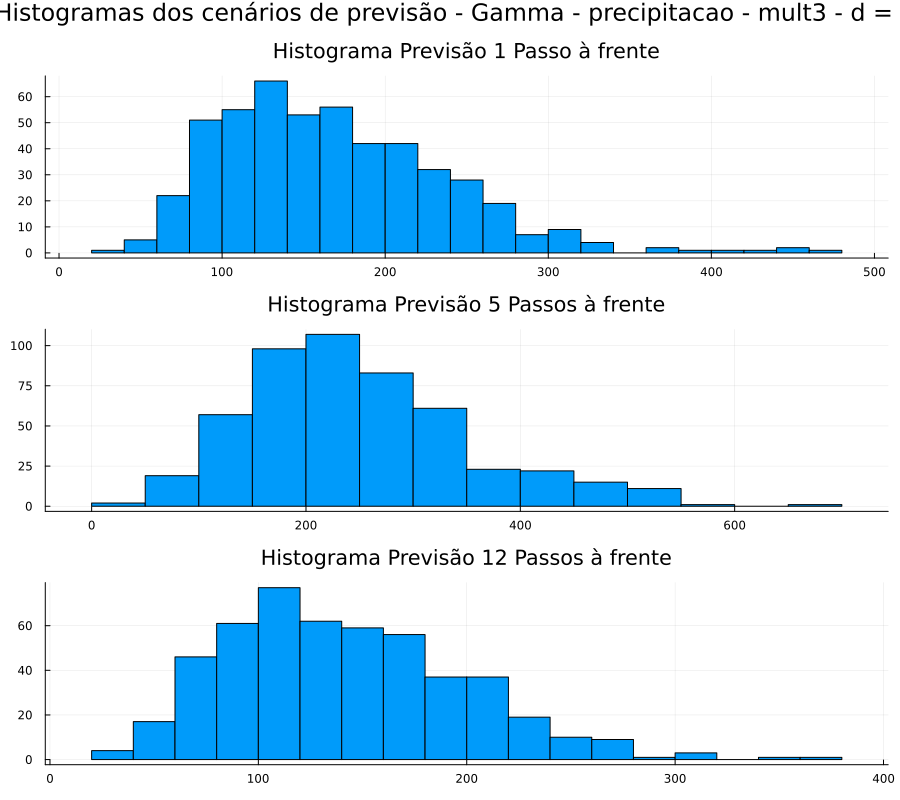 Histogramas dos cenários de previsão - Gamma - precipitacao - mult3 - d =
Histograma Previsão 1 Passo à frente
60
50
40
30
20
10
0
0 100 200 300 400 500
Histograma Previsão 5 Passos à frente
100
75
50
25
0
0 200 400 600
Histograma Previsão 12 Passos à frente
60
40
20
0
0 100 200 300 400